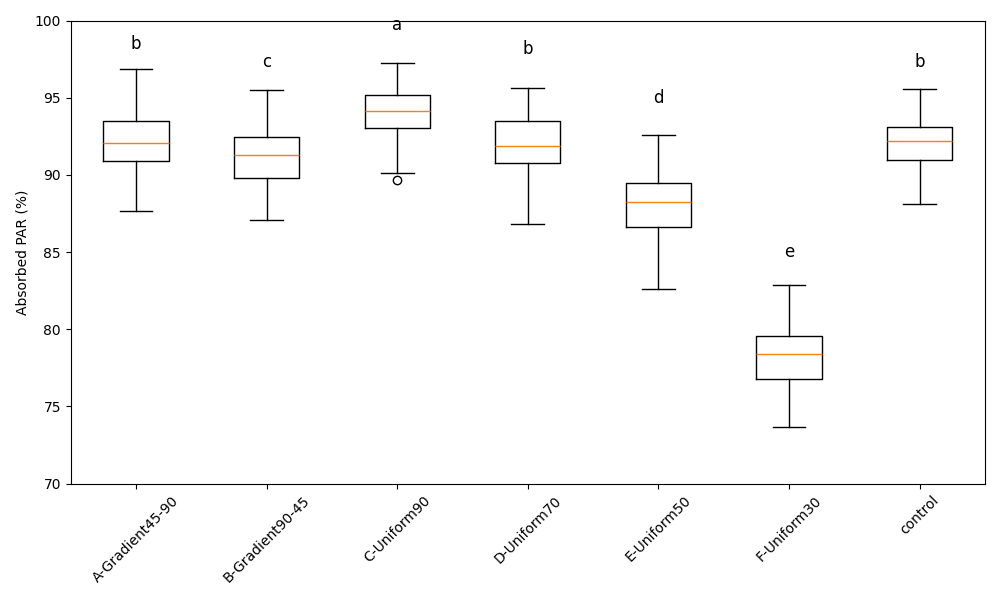 100
95
90
85
80
75
70
Absorbed PAR (%)
b
c
a
b
d
e
b
A-Gradient45-90
B-Gradient90-45
C-Uniform90
D-Uniform70
E-Uniform50
F-Uniform30
control